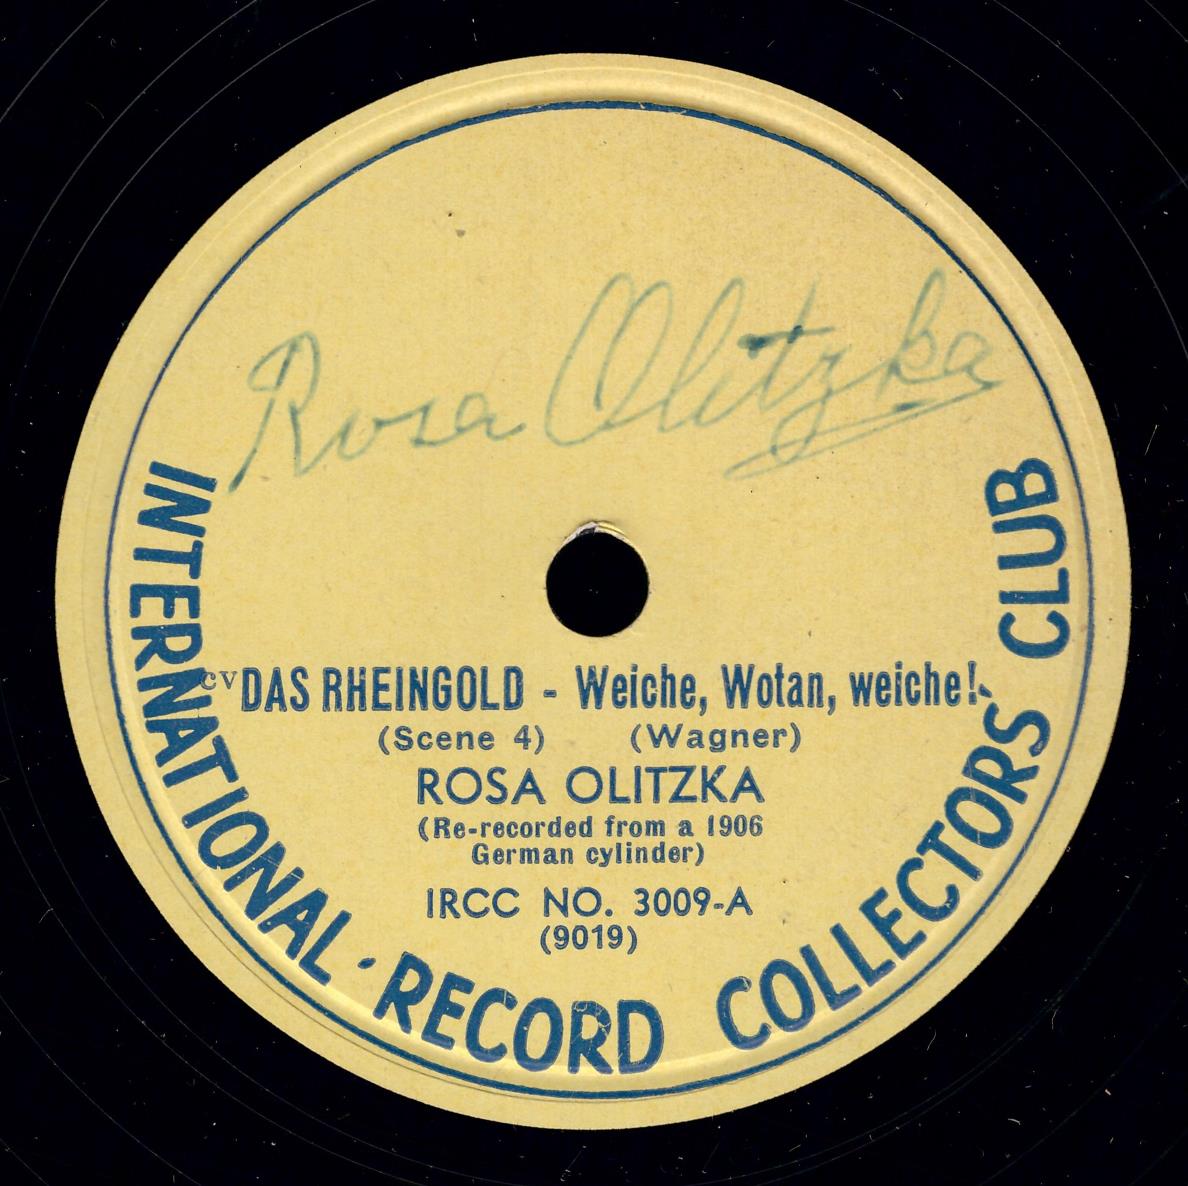 Rosa Olitzka
cv DAS RHEINGOLD - Weiche, Wotan, weiche!
(Scene 4) (Wagner)
ROSA OLITZKA
(Re-recorded from a 1906
German cylinder)
IRCC NO. 3009-A
(9019)
INTERNATIONAL · RECORD COLLECTORS' CLUB